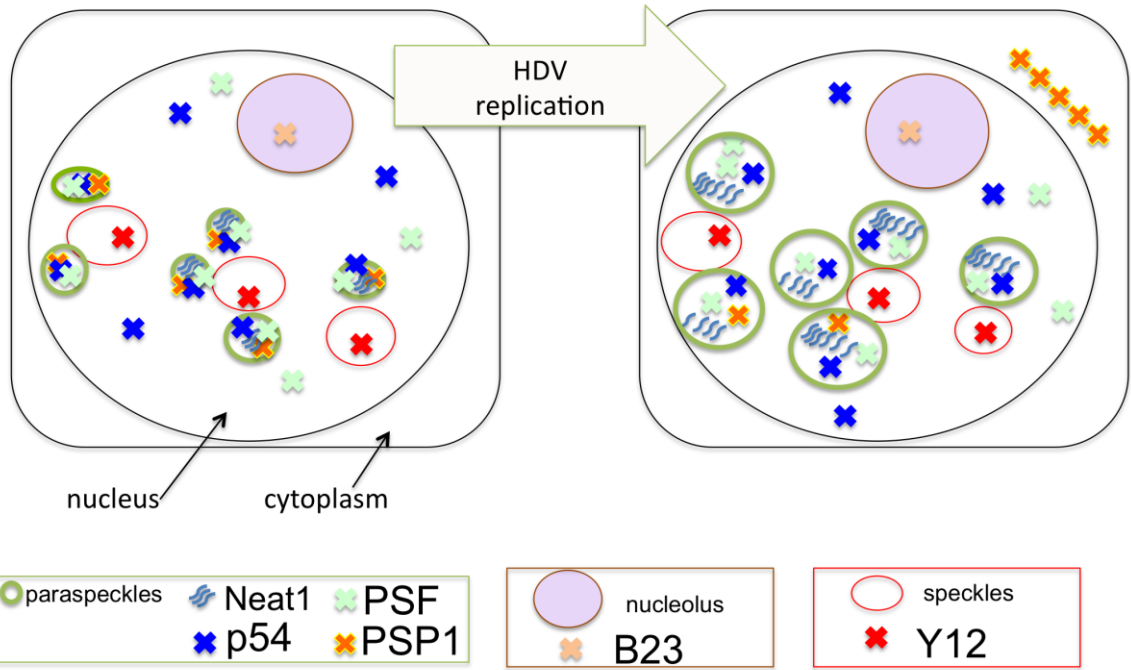 HDV
replication
nucleus
cytoplasm
paraspeckles
Neat1
PSF
p54
PSP1
nucleolus
B23
speckles
Y12